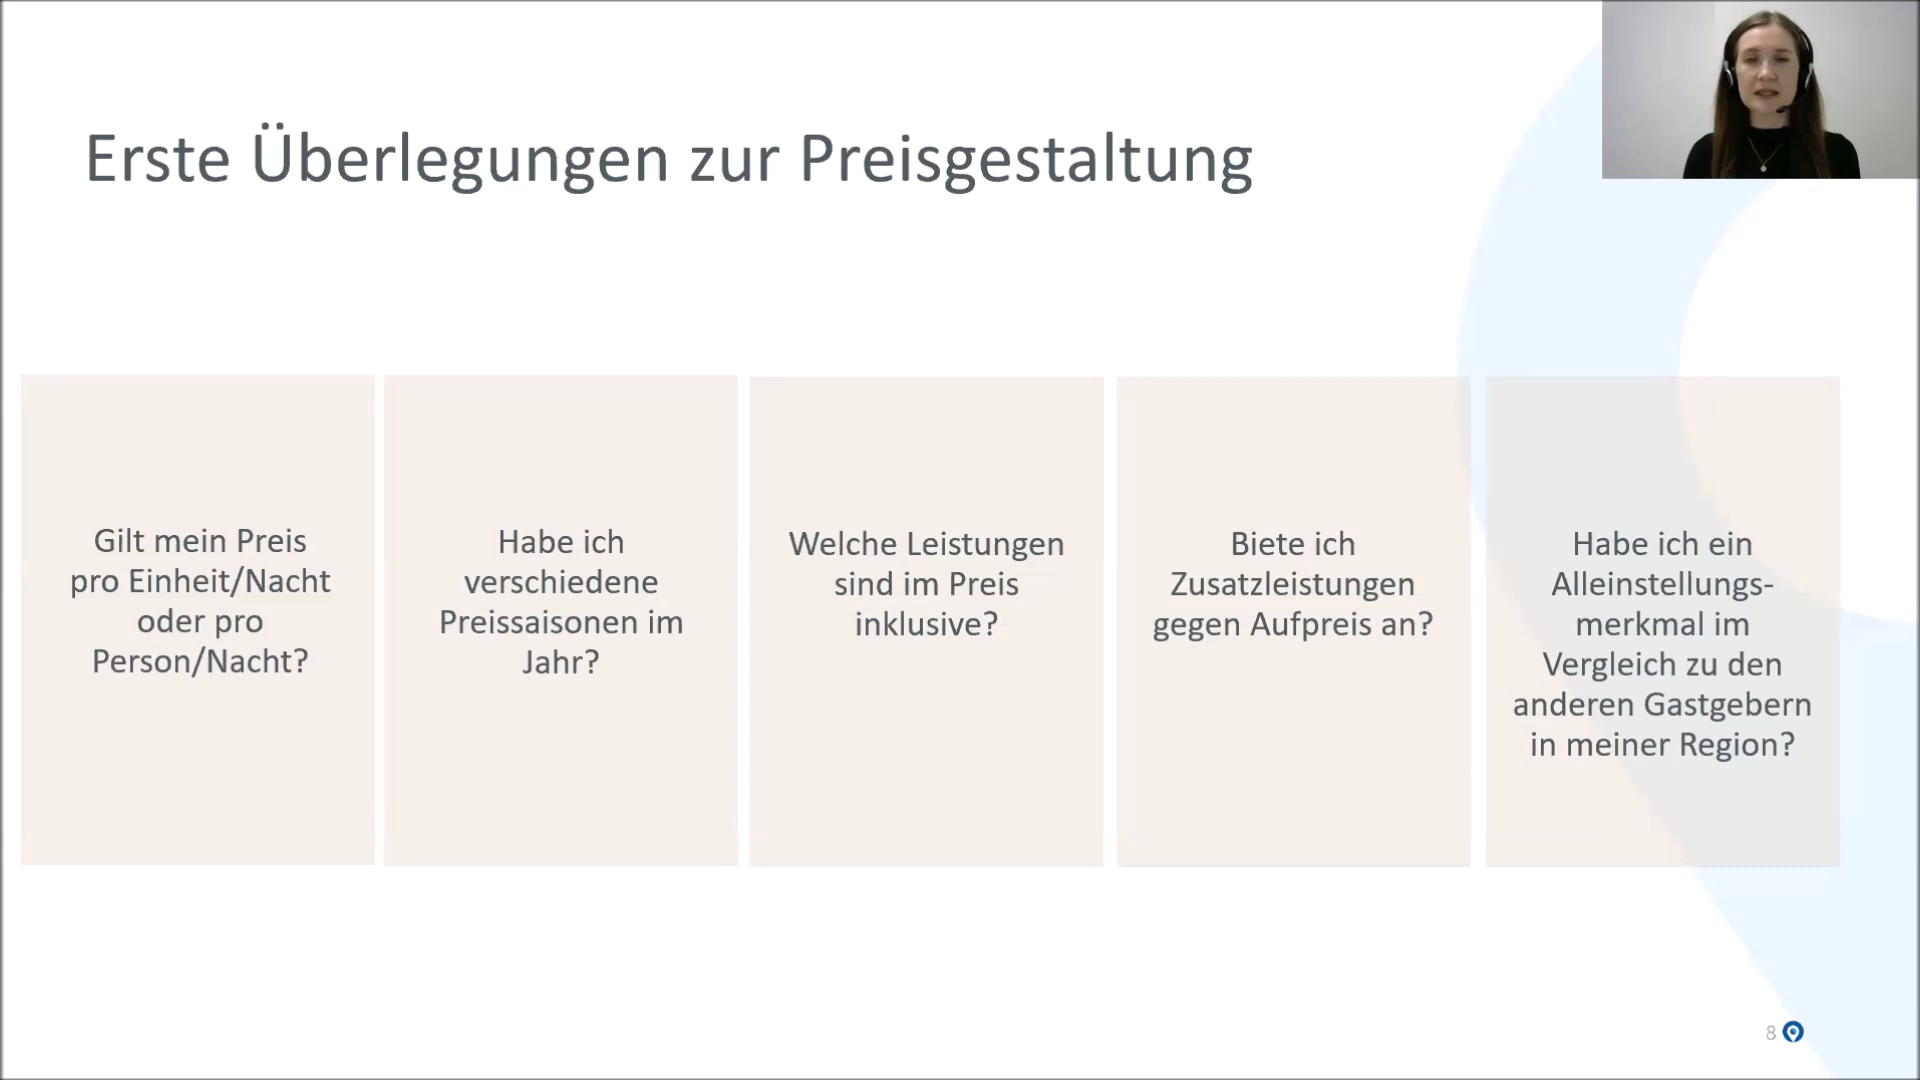 Erste Überlegungen zur Preisgestaltung
Gilt mein Preis
pro Einheit/Nacht
oder pro
Person/Nacht?
Habe ich
verschiedene
Preissaisonen im
Jahr?
Welche Leistungen
sind im Preis
inklusive?
Biete ich
Zusatzleistungen
gegen Aufpreis an?
Habe ich ein
Alleinstellungs-
merkmal im
Vergleich zu den
anderen Gastgebern
in meiner Region?
8